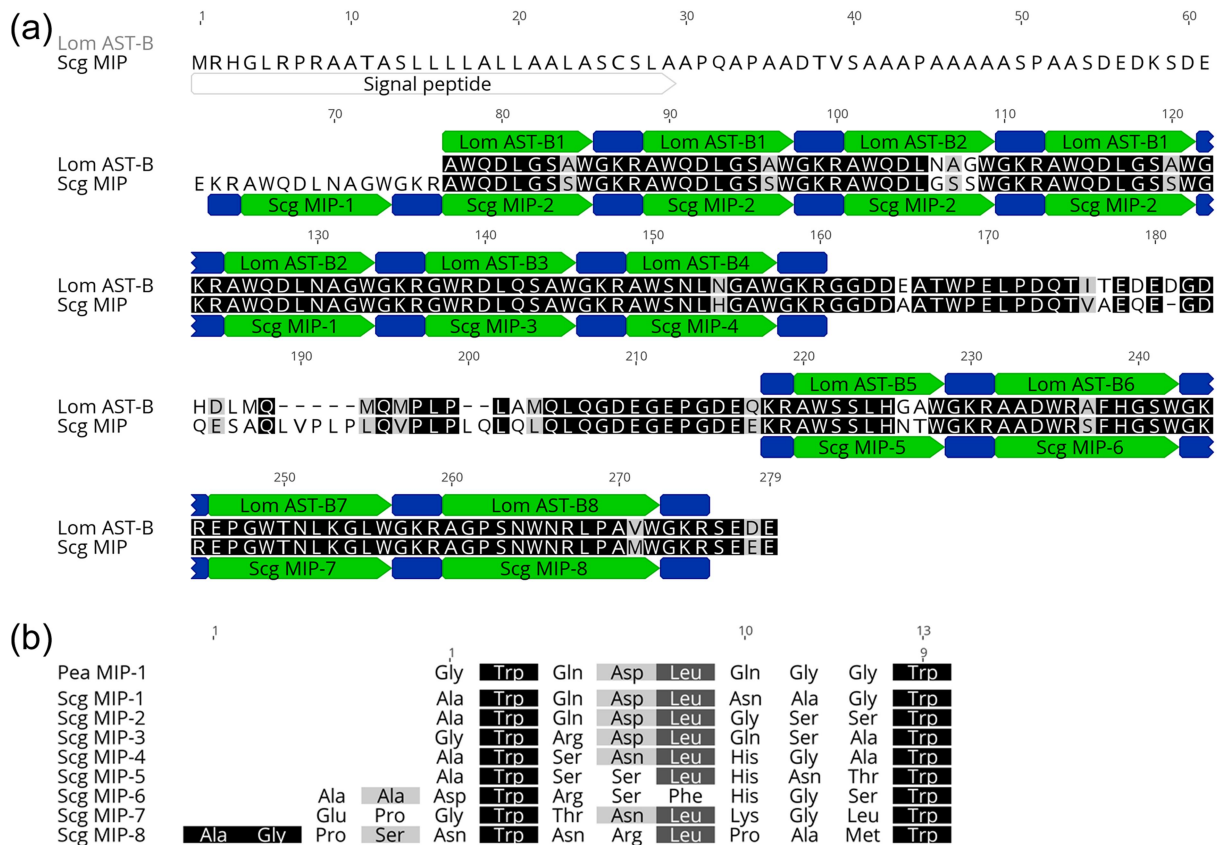 (a)
1 10 20 30 40 50 60
Lom AST-B
Scg MIP MRHGLRPRAATASLLLLALLAALASCSLAAPQAPAADTVSAAAPAAAAASPAASDEDKSDE
Signal peptide
70 80 90 100 110 120
Lom AST-B1 Lom AST-B1 Lom AST-B2 Lom AST-B1
Lom AST-B AWQDLGSAWGKRAWQDLGSAWGKRAWQDLNAGWGKRAWQDLGSAWG
Scg MIP EKRAWQDLNAGWGKRAWQDLGSSWGKRAWQDLGSSWGKRAWQDLGSSWGKRAWQDLGSSWG
Scg MIP-1 Scg MIP-2 Scg MIP-2 Scg MIP-2 Scg MIP-2
130 140 150 160 170 180
Lom AST-B2 Lom AST-B3 Lom AST-B4
Lom AST-B KRAWQDLNAGWGKRGWRDLQSAWGKRAWSNLNGAWGKRGGDDEATWPELPDQTITEDEDGD
Scg MIP KRAWQDLNAGWGKRGWRDLQSAWGKRAWSNLHGAWGKRGGDDAATWPELPDQTVAEQE-GD
Scg MIP-1 Scg MIP-3 Scg MIP-4
190 200 210 220 230 240
Lom AST-B5 Lom AST-B6
Lom AST-B HDLMQ-----MQMPLP--LAMQLQGDEGEPGDEQKRAWSSLHGAWGKRAADWRAFHGSWGK
Scg MIP QESAQLVPLPLQVPLPLQLQLQLQGDEGEPGDEEKRAWSSLHNTWGKRAADWRSFHGSWGK
Scg MIP-5 Scg MIP-6
250 260 270 279
Lom AST-B7 Lom AST-B8
Lom AST-B REPGWTNLKGLWGKRAGPSNWNRLPAVWGKRSEDE
Scg MIP REPGWTNLKGLWGKRAGPSNWNRLPAMWGKRSEEE
Scg MIP-7 Scg MIP-8
(b)
1 10 13
1 9
Pea MIP-1 Gly Trp Gln Asp Leu Gln Gly Gly Trp
Scg MIP-1 Ala Trp Gln Asp Leu Asn Ala Gly Trp
Scg MIP-2 Ala Trp Gln Asp Leu Gly Ser Ser Trp
Scg MIP-3 Gly Trp Arg Asp Leu Gln Ser Ala Trp
Scg MIP-4 Ala Trp Ser Asn Leu His Gly Ala Trp
Scg MIP-5 Ala Trp Ser Ser Leu His Asn Thr Trp
Scg MIP-6 Ala Ala Asp Trp Arg Ser Phe His Gly Ser Trp
Scg MIP-7 Glu Pro Gly Trp Thr Asn Leu Lys Gly Leu Trp
Scg MIP-8 Ala Gly Pro Ser Asn Trp Asn Arg Leu Pro Ala Met Trp